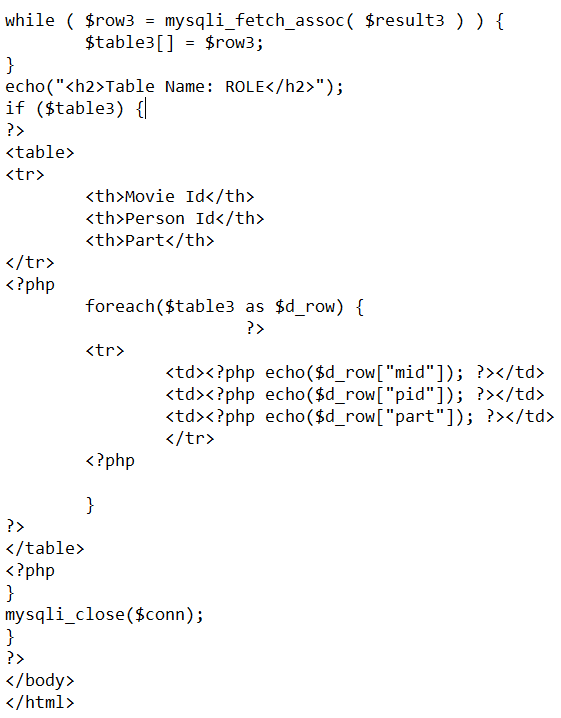 while ( $row3 = mysqli_fetch_assoc( $result3 ) ) {
        $table3[] = $row3;
}
echo("<h2>Table Name: ROLE</h2>");
if ($table3) {
?>
<table>
<tr>
        <th>Movie Id</th>
        <th>Person Id</th>
        <th>Part</th>
</tr>
<?php
        foreach($table3 as $d_row) {
                        ?>
        <tr>
                <td><?php echo($d_row["mid"]); ?></td>
                <td><?php echo($d_row["pid"]); ?></td>
                <td><?php echo($d_row["part"]); ?></td>
                </tr>
        <?php

        }
?>
</table>
<?php
}
mysqli_close($conn);
}
?>
</body>
</html>